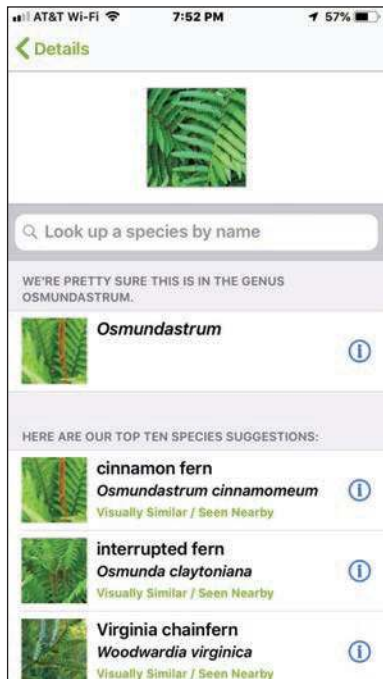 AT&T Wi-Fi 7:52 PM 57%
Details
Look up a species by name
WE'RE PRETTY SURE THIS IS IN THE GENUS
OSMUNDASTRUM.
Osmundastrum
HERE ARE OUR TOP TEN SPECIES SUGGESTIONS:
cinnamon fern
Osmundastrum cinnamomeum
Visually Similar / Seen Nearby
interrupted fern
Osmunda claytoniana
Visually Similar / Seen Nearby
Virginia chainfern
Woodwardia virginica
Visually Similar / Seen Nearby